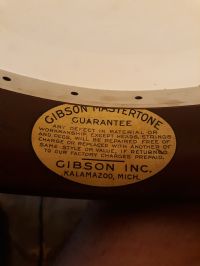 GIBSON MASTERTONE
GUARANTEE
ANY DEFECT IN MATERIAL OR
WORKMANSHIP EXCEPT HEADS, STRINGS
AND PEGS, WILL BE REPAIRED FREE OF
CHARGE OR REPLACED WITH ANOTHER OF
SAME STYLE OR VALUE, IF RETURNED
TO OUR FACTORY CHARGES PREPAID.
GIBSON INC.
KALAMAZOO, MICH.